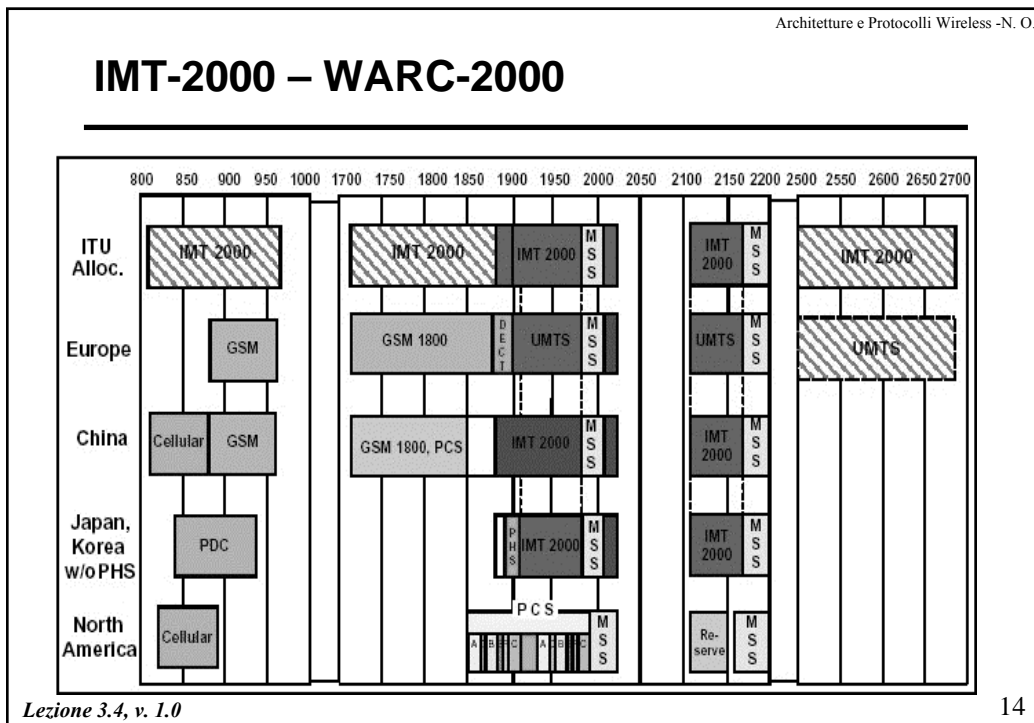 Architetture e Protocolli Wireless -N. O.
IMT-2000 – WARC-2000
800 850 900 950 1000 1700 1750 1800 1850 1900 1950 2000 2050 2100 2150 2200 2500 2550 2600 2650 2700
ITU Alloc.
IMT 2000
IMT 2000
IMT 2000
MSS
IMT 2000
MSS
IMT 2000
Europe
GSM
GSM 1800
DECT
UMTS
MSS
UMTS
MSS
UMTS
China
Cellular
GSM
GSM 1800, PCS
IMT 2000
MSS
IMT 2000
MSS
Japan, Korea w/o PHS
PDC
PHS
IMT 2000
MSS
IMT 2000
MSS
North America
Cellular
PCS
A
B
C
A
B
C
MSS
Re-serve
MSS
Lezione 3.4, v. 1.0
14